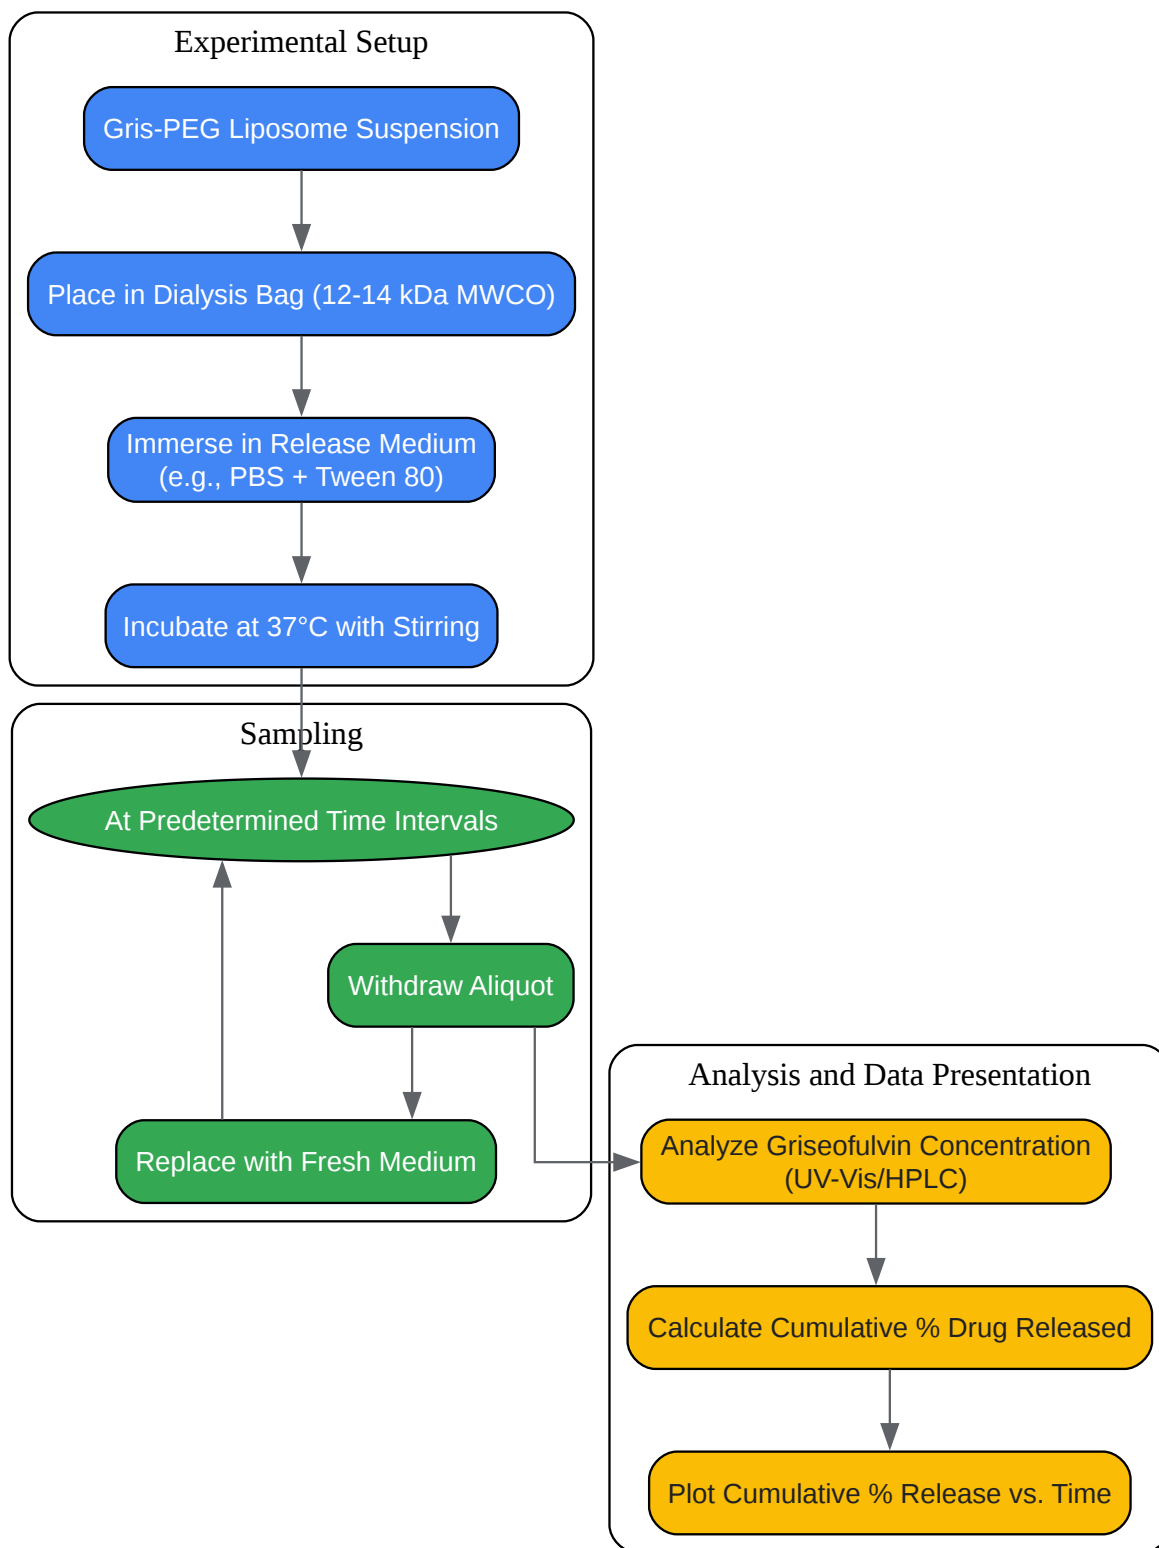 Experimental Setup
Gris-PEG Liposome Suspension
Place in Dialysis Bag (12-14 kDa MWCO)
Immerse in Release Medium
(e.g., PBS + Tween 80)
Incubate at 37°C with Stirring
Sampling
At Predetermined Time Intervals
Withdraw Aliquot
Replace with Fresh Medium
Analysis and Data Presentation
Analyze Griseofulvin Concentration
(UV-Vis/HPLC)
Calculate Cumulative % Drug Released
Plot Cumulative % Release vs. Time